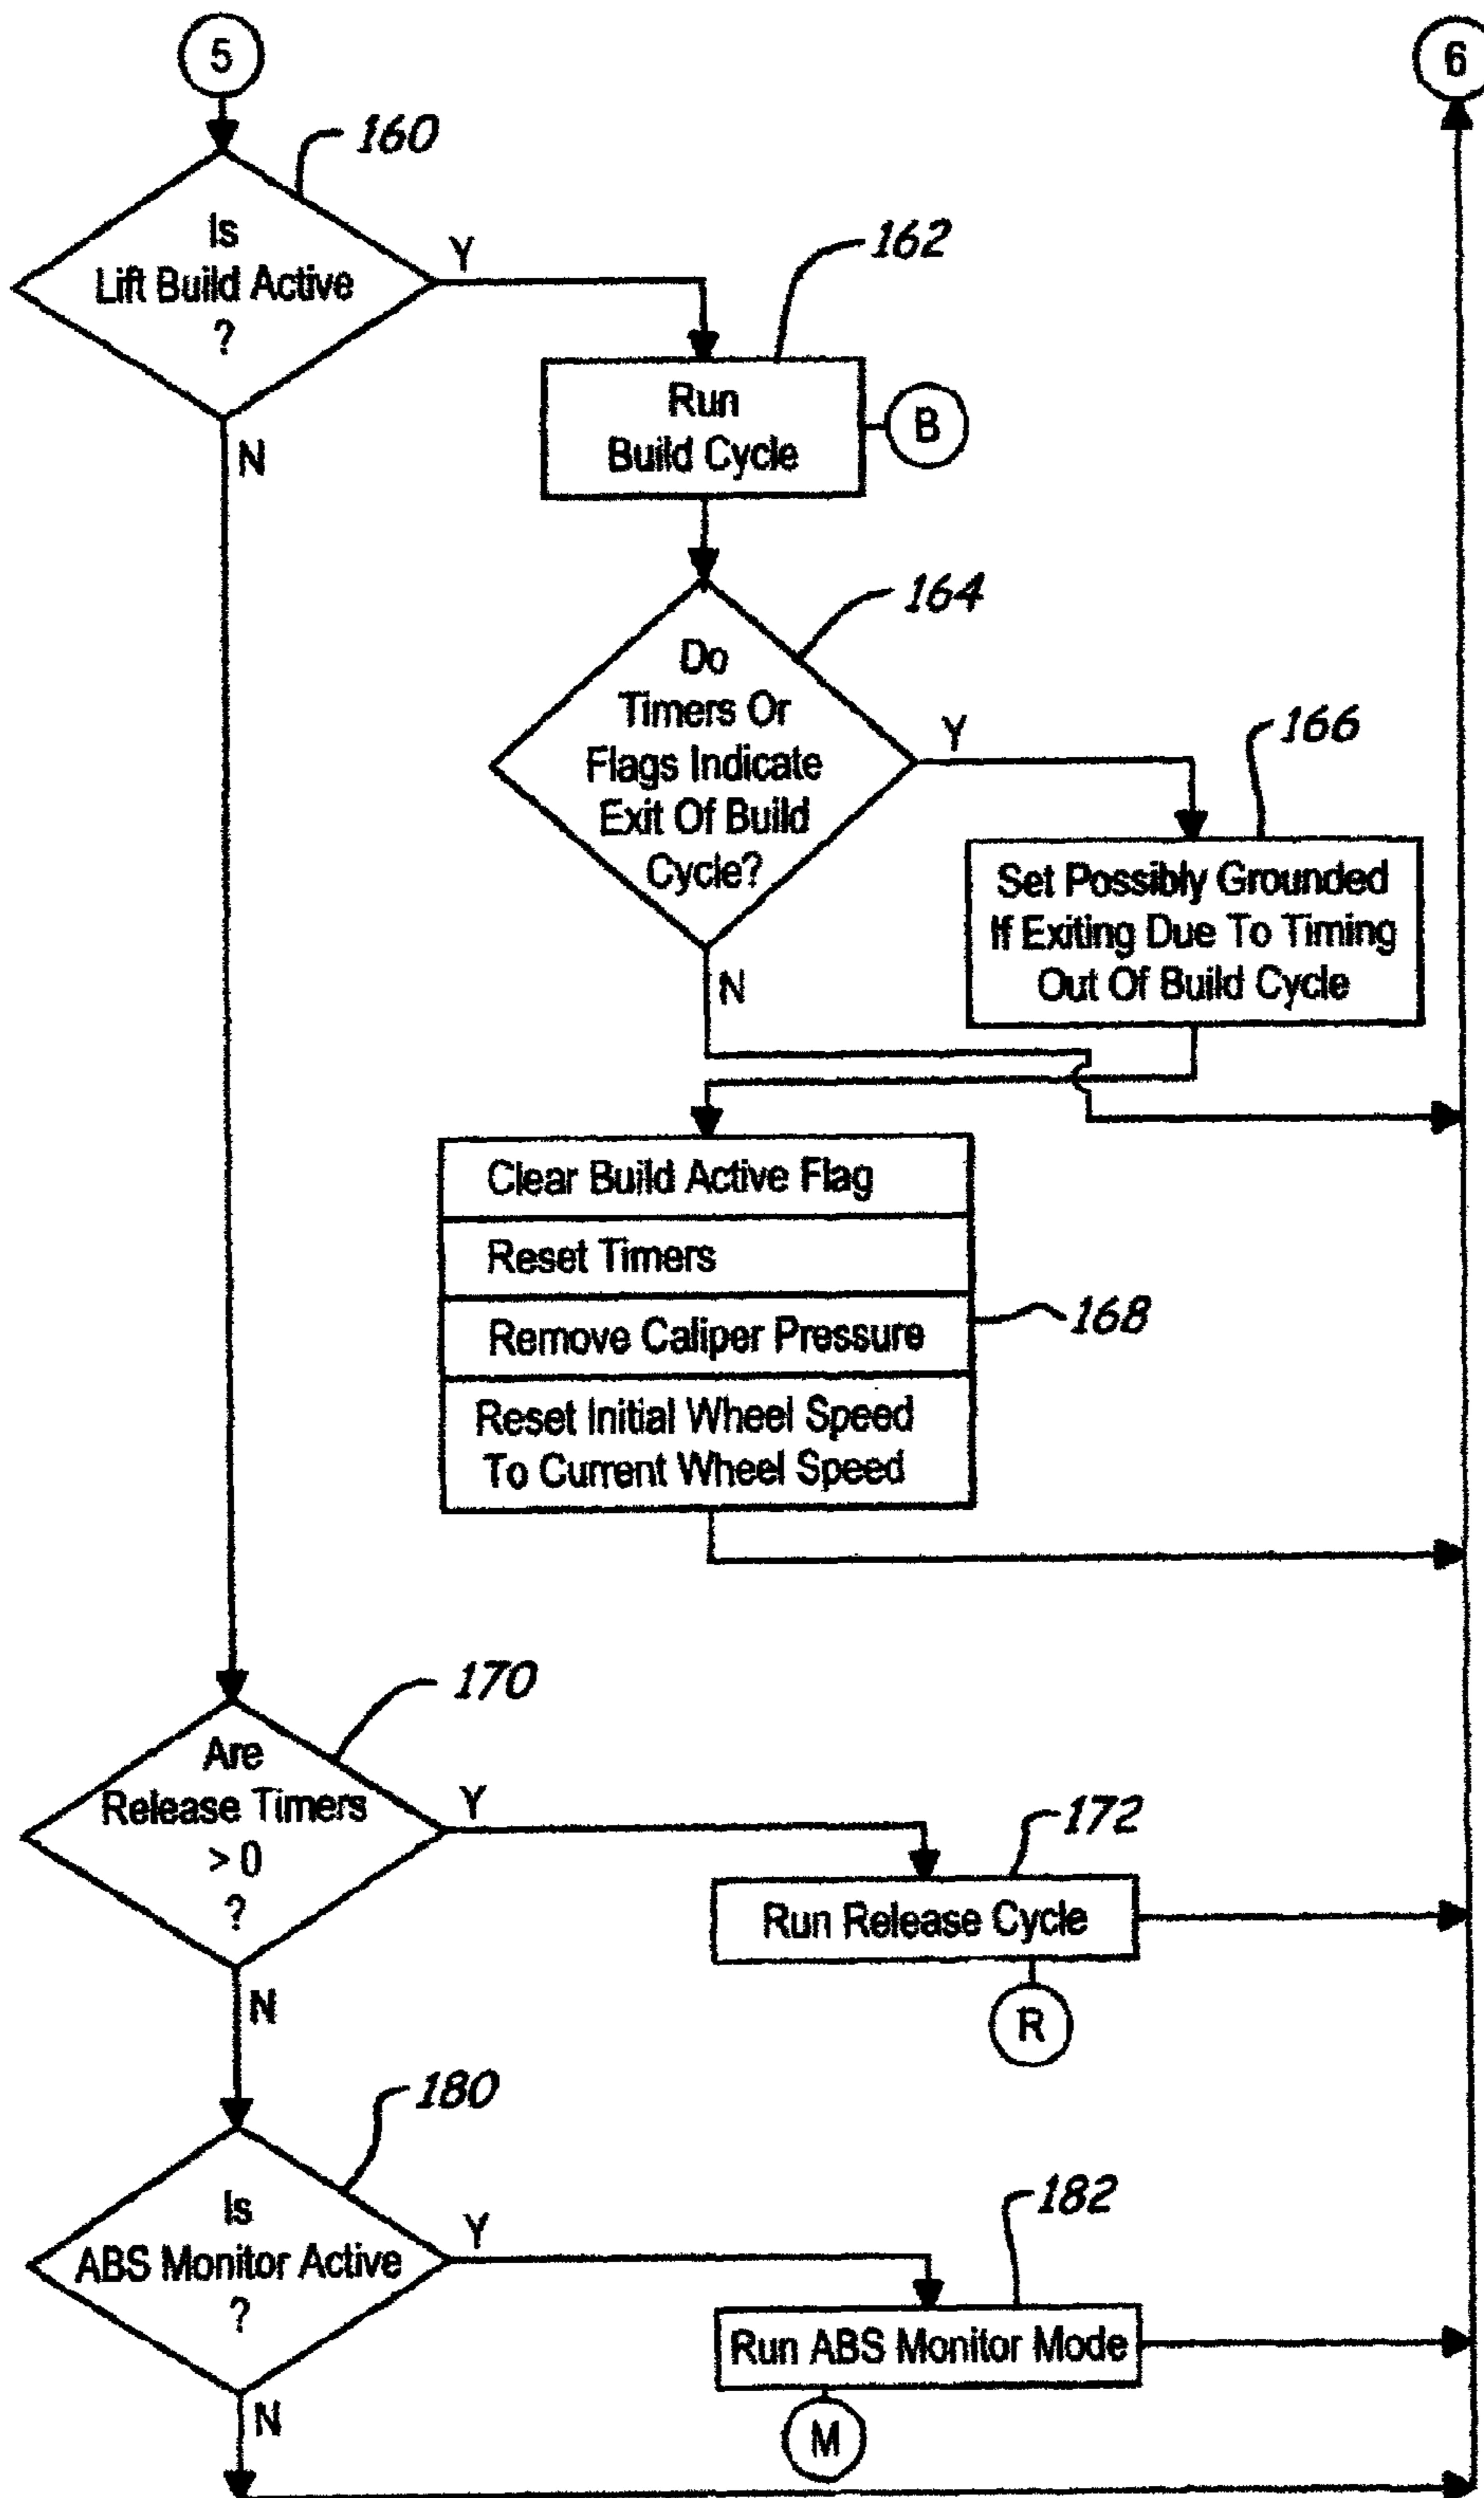 5
6
160
Is
Lift Build Active
?
Y
N
162
Run
Build Cycle
B
164
Do
Timers Or
Flags Indicate
Exit Of Build
Cycle?
Y
N
166
Set Possibly Grounded
If Exiting Due To Timing
Out Of Build Cycle
Clear Build Active Flag
Reset Timers
Remove Caliper Pressure
168
Reset Initial Wheel Speed
To Current Wheel Speed
170
Are
Release Timers
> 0
?
Y
N
172
Run Release Cycle
R
180
Is
ABS Monitor Active
?
Y
N
182
Run ABS Monitor Mode
M